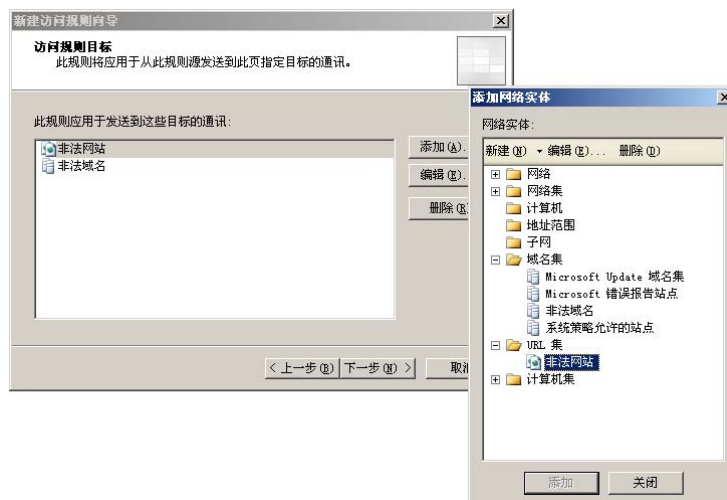 新建访问规则向导
访问规则目标
此规则将应用于从此规则源发送到此页指定目标的通讯。
此规则应用于发送到这些目标的通讯:
非法网站
非法域名
添加(A).
编辑(E).
删除(R
< 上一步(B)
下一步(N) >
取消
添加网络实体
网络实体:
新建(N) 编辑(E)... 删除(D)
网络
网络集
计算机
地址范围
子网
域名集
Microsoft Update 域名集
Microsoft 错误报告站点
非法域名
系统策略允许的站点
URL 集
非法网站
计算机集
添加
关闭